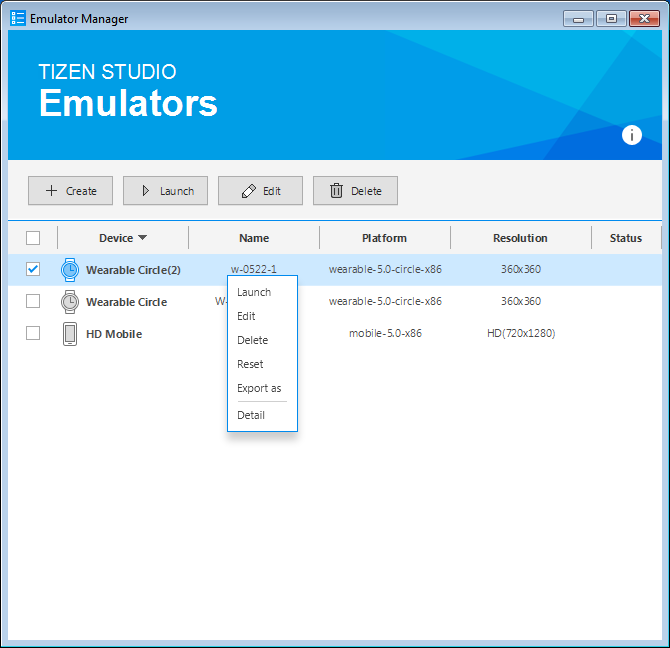 Emulator Manager
TIZEN STUDIO
Emulators
Create Launch Edit Delete
Device Name Platform Resolution Status
Wearable Circle(2) w-0522-1 wearable-5.0-circle-x86 360x360
Wearable Circle W- wearable-5.0-circle-x86 360x360
HD Mobile mobile-5.0-x86 HD(720x1280)
Launch
Edit
Delete
Reset
Export as
Detail